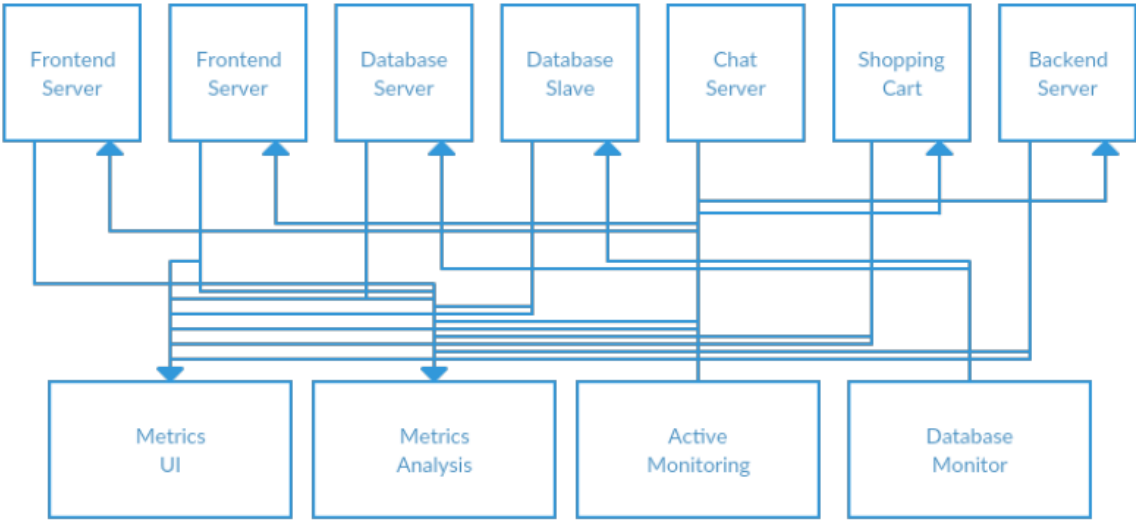 Frontend
Server
Frontend
Server
Database
Server
Database
Slave
Chat
Server
Shopping
Cart
Backend
Server
Metrics
UI
Metrics
Analysis
Active
Monitoring
Database
Monitor